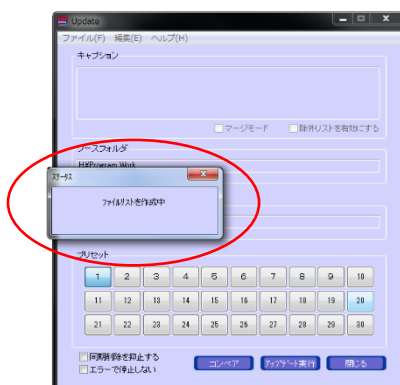 Update
ファイル(F) 編集(E) ヘルプ(H)
キャプション
マージモード 除外リストを有効にする
ソースフォルダ
H:¥Program Work
ステータス
ファイルリストを作成中
プリセット
1 2 3 4 5 6 7 8 9 10
11 12 13 14 15 16 17 18 19 20
21 22 23 24 25 26 27 28 29 30
同期削除を抑止する
エラーで停止しない
コンペア アップデート実行 閉じる